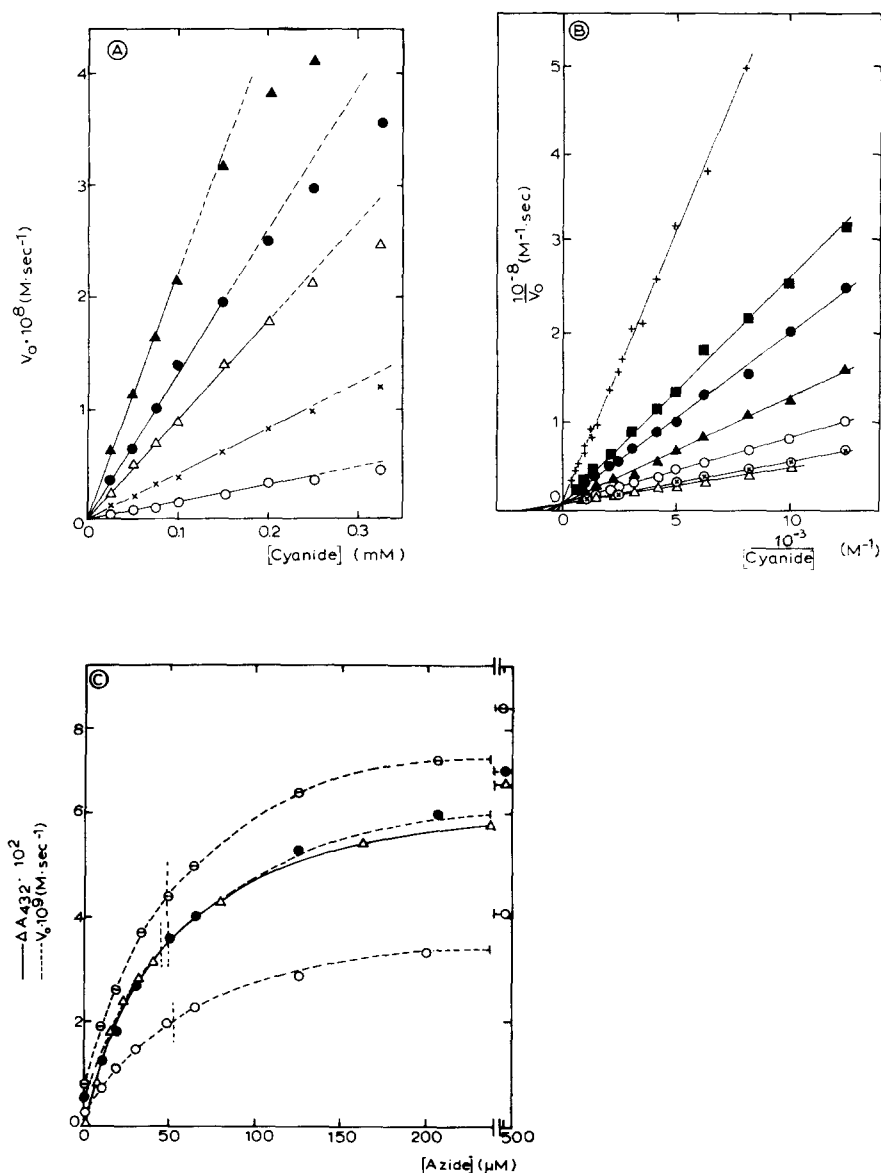 A
4
3
2
1
0
V₀·10⁸(M·sec⁻¹)
0
0.1
0.2
0.3
[Cyanide] (mM)
B
5
4
3
2
1
0
10⁻⁸/V₀ (M⁻¹·sec)
0
5
10
10⁻³/[Cyanide] (M⁻¹)
C
8
6
4
2
0
ΔA₄₃₂·10²
V₀·10⁹(M·sec⁻¹)
0
50
100
150
200
500
[Azide] (μM)